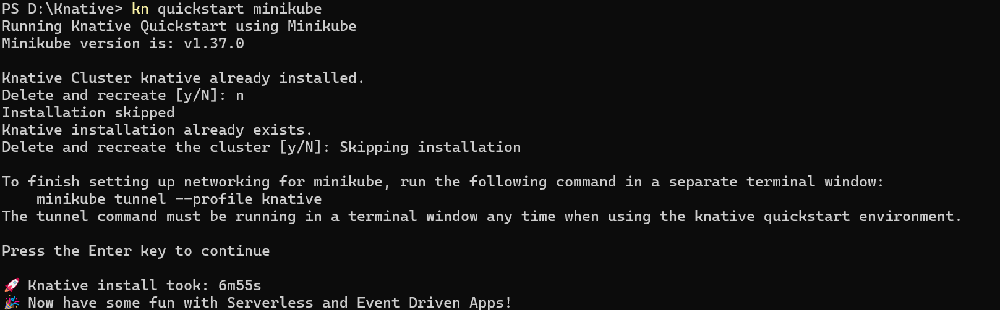 PS D:\Knative> kn quickstart minikube
Running Knative Quickstart using Minikube
Minikube version is: v1.37.0
Knative Cluster knative already installed.
Delete and recreate [y/N]: n
Installation skipped
Knative installation already exists.
Delete and recreate the cluster [y/N]: Skipping installation
To finish setting up networking for minikube, run the following command in a separate terminal window:
    minikube tunnel --profile knative
The tunnel command must be running in a terminal window any time when using the knative quickstart environment.
Press the Enter key to continue
🚀 Knative install took: 6m55s
🎉 Now have some fun with Serverless and Event Driven Apps!